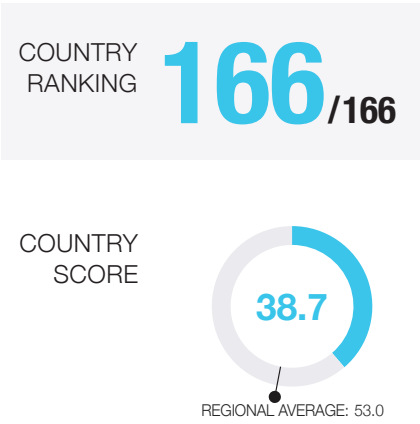 COUNTRY
RANKING
166/166
COUNTRY
SCORE
38.7
REGIONAL AVERAGE: 53.0